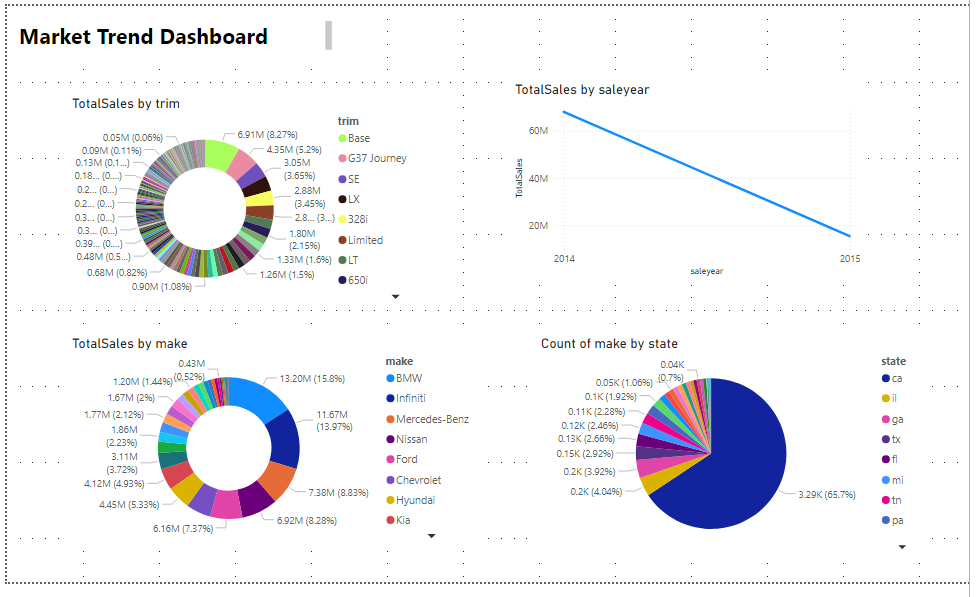 Market Trend Dashboard
TotalSales by trim
0.05M (0.06%)
0.09M (0.11%)
0.13M (0.1...)
0.18... (0...)
0.2... (0...)
0.2... (0...)
0.3... (0...)
0.3... (0...)
0.39... (0....)
0.48M (0.5...)
0.68M (0.82%)
0.90M (1.08%)
6.91M (8.27%)
4.35M (5.2%)
3.05M
(3.65%)
2.88M
(3.45%)
2.8... (3...)
1.80M
(2.15%)
1.33M (1.6%)
1.26M (1.5%)
trim
Base
G37 Journey
SE
LX
328i
Limited
LT
650i
TotalSales by saleyear
TotalSales
60M
40M
20M
2014
2015
saleyear
TotalSales by make
0.43M
(0.52%)
1.20M (1.44%)
1.67M (2%)
1.77M (2.12%)
1.86M
(2.23%)
3.11M
(3.72%)
4.12M (4.93%)
4.45M (5.33%)
6.16M (7.37%)
13.20M (15.8%)
11.67M
(13.97%)
7.38M (8.83%)
6.92M (8.28%)
make
BMW
Infiniti
Mercedes-Benz
Nissan
Ford
Chevrolet
Hyundai
Kia
Count of make by state
0.04K
(0.7%)
0.05K (1.06%)
0.1K (1.92%)
0.11K (2.28%)
0.12K (2.46%)
0.13K (2.66%)
0.15K (2.92%)
0.2K (3.92%)
0.2K (4.04%)
3.29K (65.7%)
state
ca
il
ga
tx
fl
mi
tn
pa